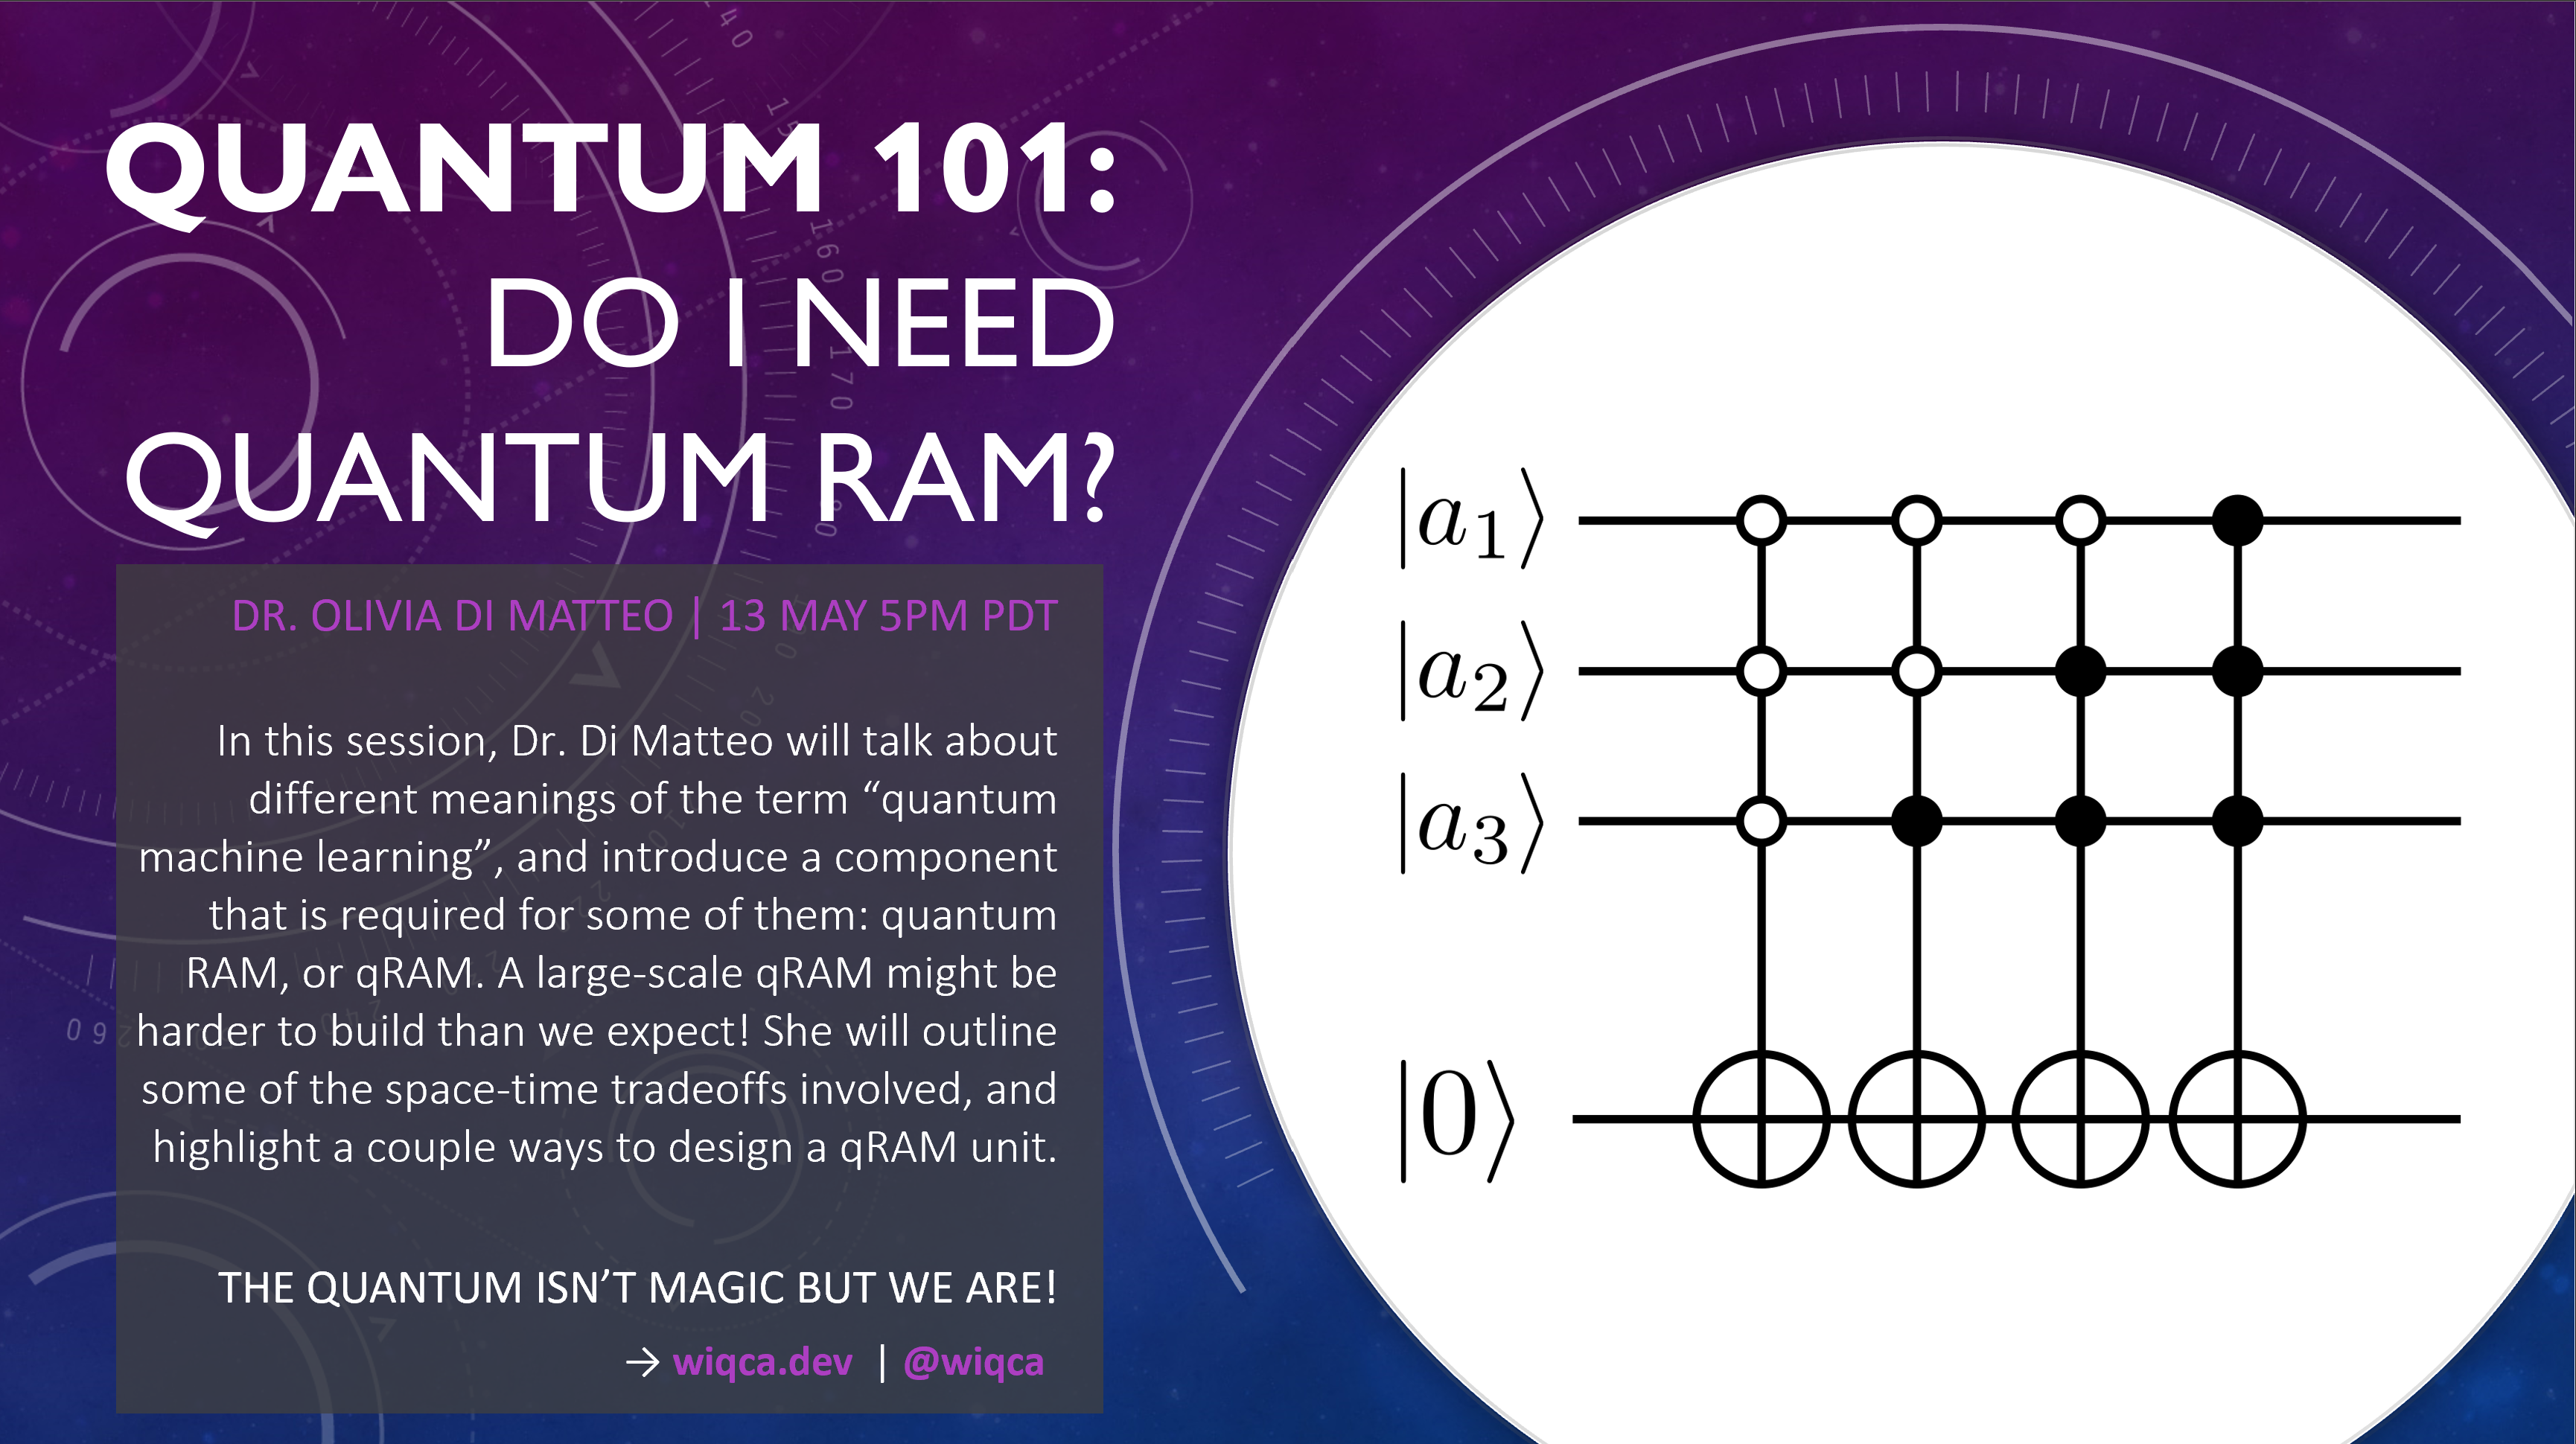 QUANTUM 101:
DO I NEED
QUANTUM RAM?
DR. OLIVIA DI MATTEO | 13 MAY 5PM PDT
In this session, Dr. Di Matteo will talk about
different meanings of the term “quantum
machine learning”, and introduce a component
that is required for some of them: quantum
RAM, or qRAM. A large-scale qRAM might be
harder to build than we expect! She will outline
some of the space-time tradeoffs involved, and
highlight a couple ways to design a qRAM unit.
THE QUANTUM ISN’T MAGIC BUT WE ARE!
→ wiqca.dev | @wiqca
|a₁⟩
|a₂⟩
|a₃⟩
|0⟩
160
170
260
240